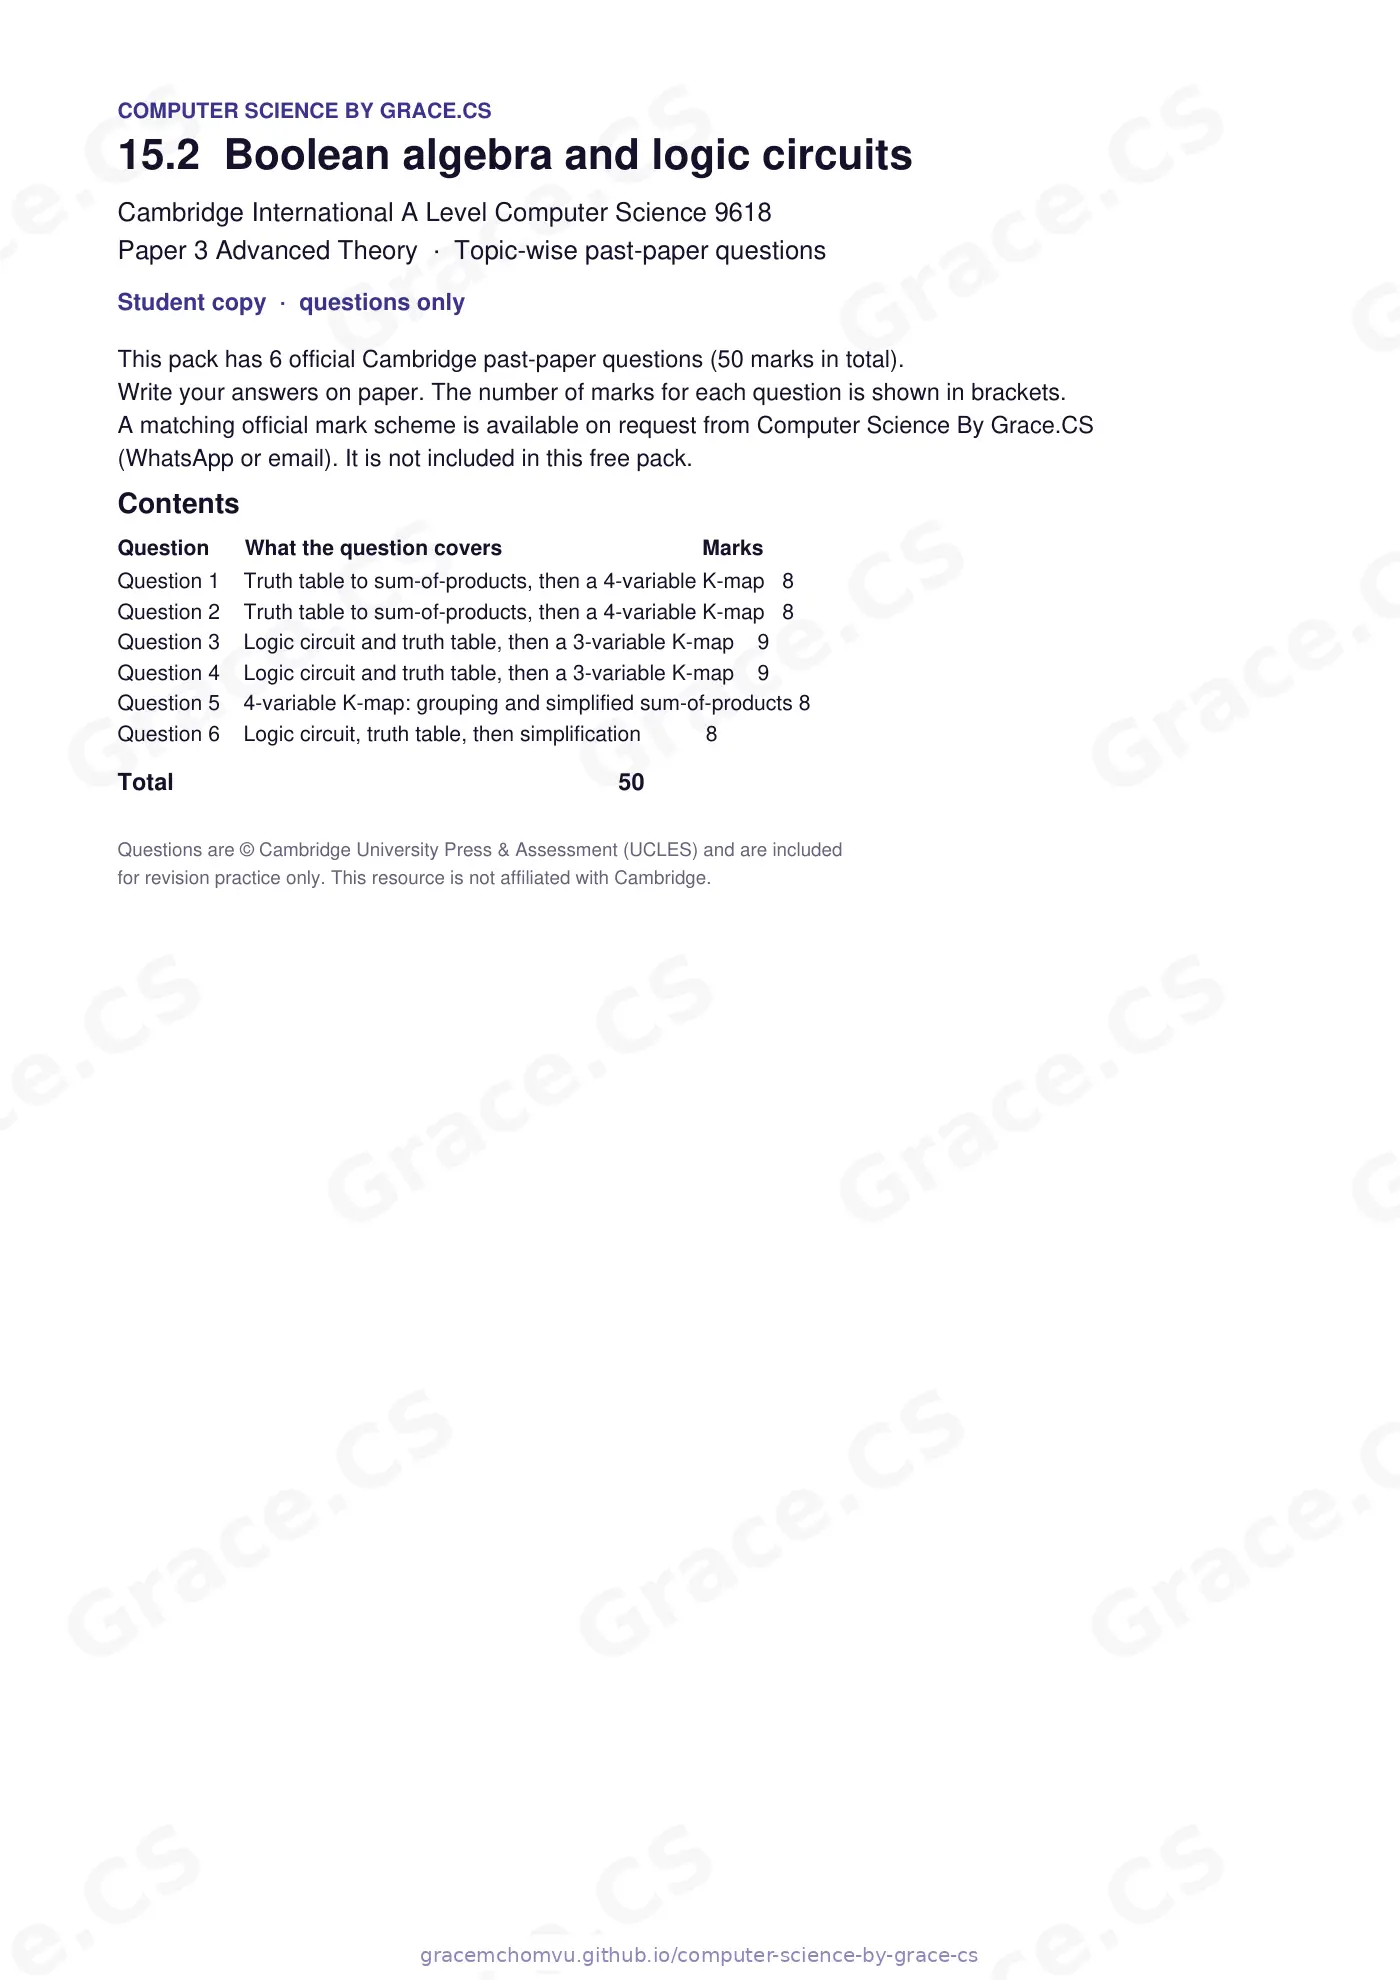 COMPUTER SCIENCE BY GRACE.CS
15.2 Boolean algebra and logic circuits
Cambridge International A Level Computer Science 9618
Paper 3 Advanced Theory · Topic-wise past-paper questions
Student copy · questions only
This pack has 6 official Cambridge past-paper questions (50 marks in total).
Write your answers on paper. The number of marks for each question is shown in brackets.
A matching official mark scheme is available on request from Computer Science By Grace.CS
(WhatsApp or email). It is not included in this free pack.
Contents
Question What the question covers Marks
Question 1 Truth table to sum-of-products, then a 4-variable K-map 8
Question 2 Truth table to sum-of-products, then a 4-variable K-map 8
Question 3 Logic circuit and truth table, then a 3-variable K-map 9
Question 4 Logic circuit and truth table, then a 3-variable K-map 9
Question 5 4-variable K-map: grouping and simplified sum-of-products 8
Question 6 Logic circuit, truth table, then simplification 8
Total 50
Questions are © Cambridge University Press & Assessment (UCLES) and are included
for revision practice only. This resource is not affiliated with Cambridge.
gracemchomvu.github.io/computer-science-by-grace-cs